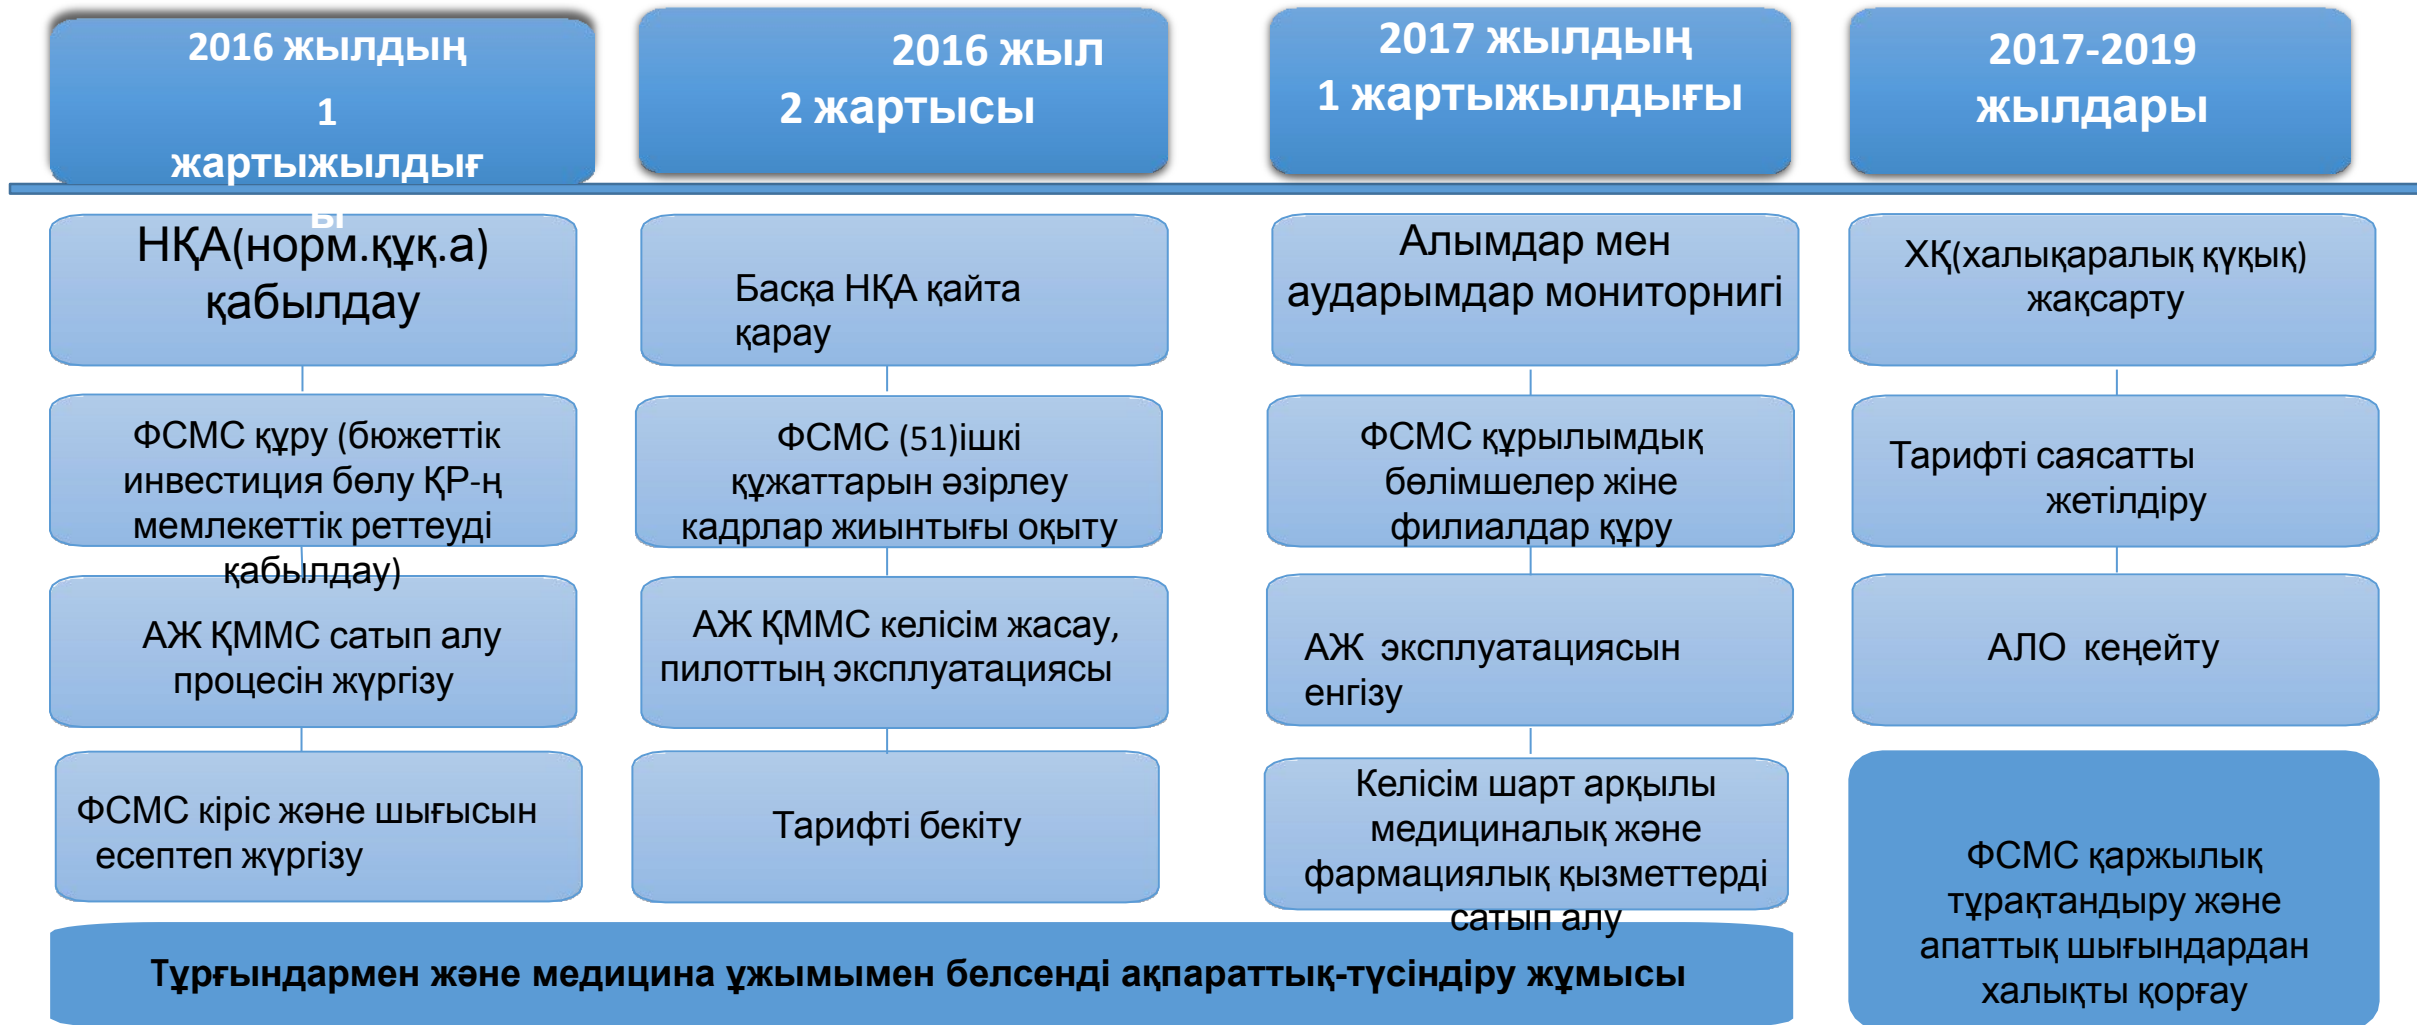 2016 жылдың
1
жартыжылдығ
ы
2016 жыл
2 жартысы
2017 жылдың
1 жартыжылдығы
2017-2019
жылдары
НҚА(норм.құқ.а)
қабылдау
Басқа НҚА қайта
қарау
Алымдар мен
аударымдар мониторнигі
ХҚ(халықаралық құқық)
жақсарту
ФСМС құру (бюжеттік
инвестиция бөлу ҚР-ң
мемлекеттік реттеуді
қабылдау)
ФСМС (51)ішкі
құжаттарын әзірлеу
кадрлар жиынтығы оқыту
ФСМС құрылымдық
бөлімшелер жіне
филиалдар құру
Тарифті саясатты
жетілдіру
АЖ ҚММС сатып алу
процесін жүргізу
АЖ ҚММС келісім жасау,
пилоттың эксплуатациясы
АЖ эксплуатациясын
енгізу
АЛО кеңейту
ФСМС кіріс және шығысын
есептеп жүргізу
Тарифті бекіту
Келісім шарт арқылы
медициналық және
фармациялық қызметтерді
сатып алу
ФСМС қаржылық
тұрақтандыру және
апаттық шығындардан
халықты қорғау
Тұрғындармен және медицина ұжымымен белсенді ақпараттық-түсіндіру жұмысы